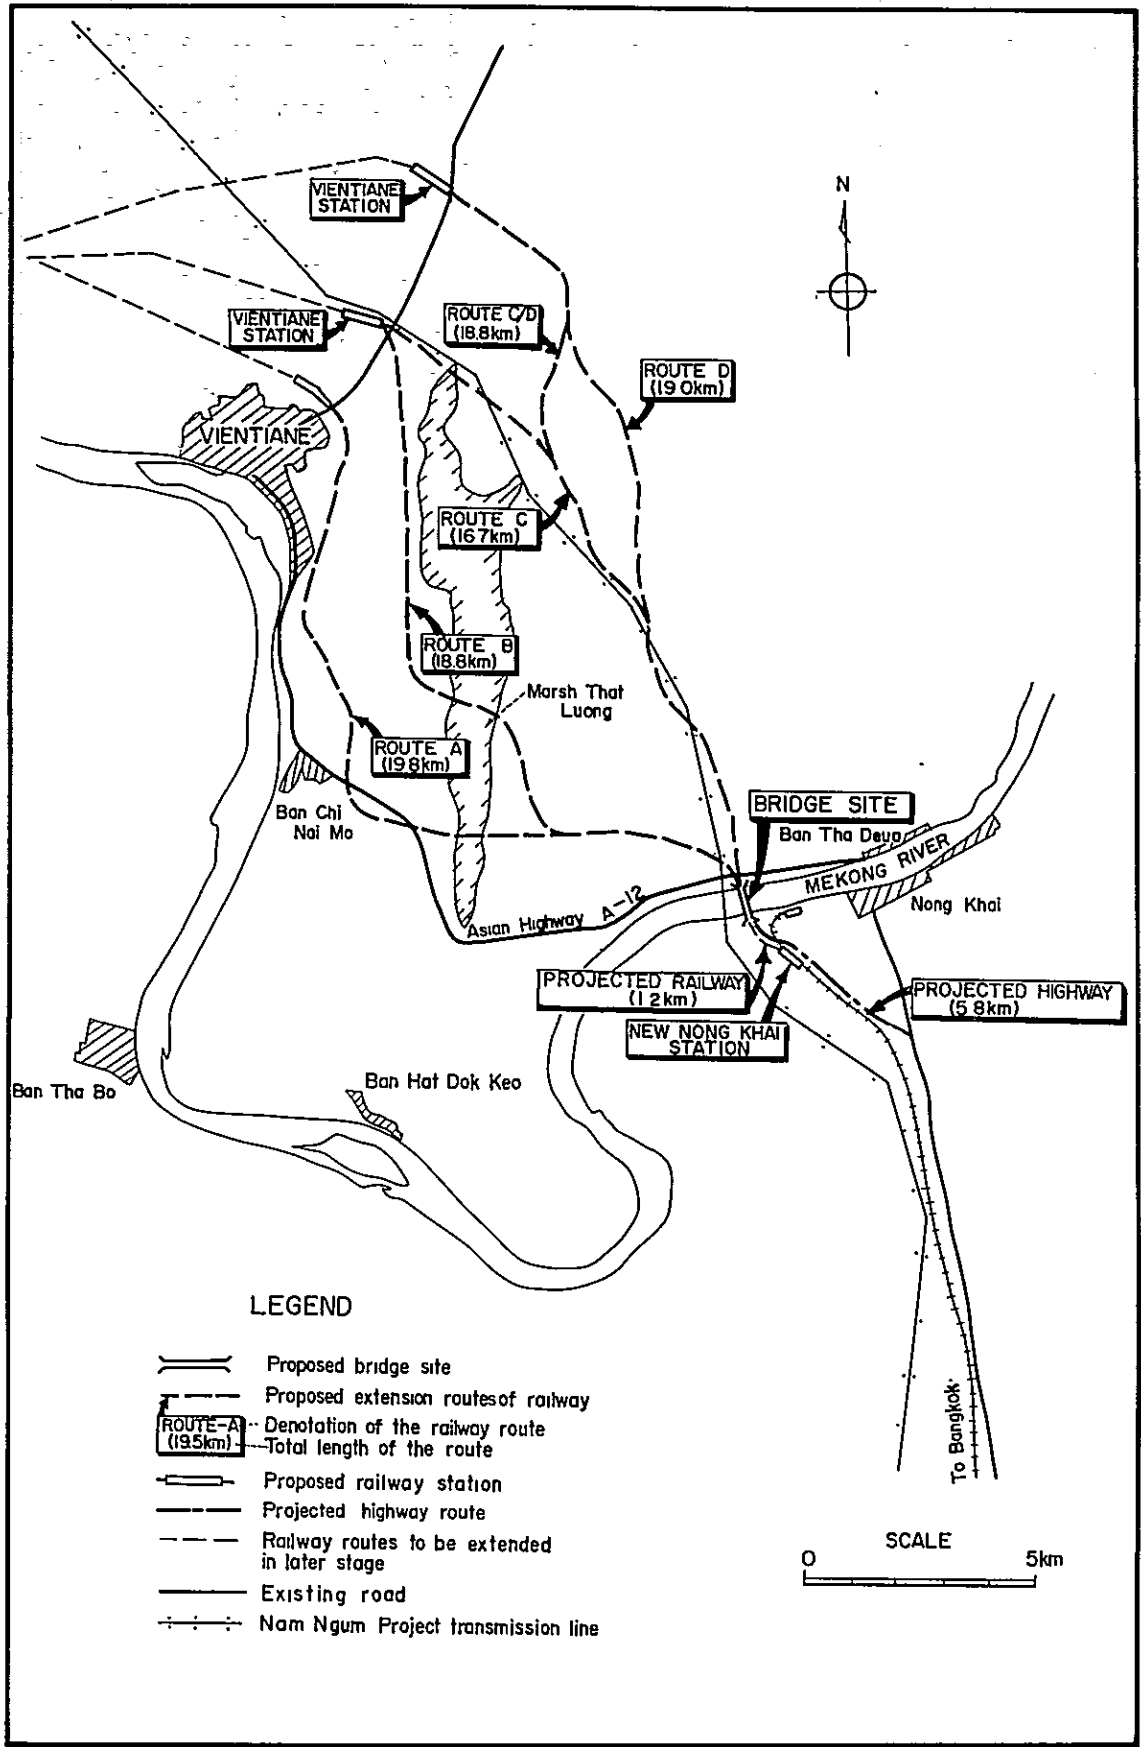 N
VIENTIANE
STATION
VIENTIANE
STATION
ROUTE C/D
(18.8km)
ROUTE D
(19.0km)
VIENTIANE
ROUTE C
(16.7km)
ROUTE B
(18.8km)
Marsh That
Luong
ROUTE A
(19.8km)
BRIDGE SITE
Ban Chi
Nai Mo
Ban Tha Deua
MEKONG RIVER
Nong Khai
Asian Highway A-12
PROJECTED RAILWAY
(1.2km)
PROJECTED HIGHWAY
(5.8km)
NEW NONG KHAI
STATION
Ban Tha Bo
Ban Hat Dok Keo
To Bangkok
LEGEND
Proposed bridge site
Proposed extension routes of railway
ROUTE-A
(19.5km)
Denotation of the railway route
Total length of the route
Proposed railway station
Projected highway route
Railway routes to be extended
in later stage
Existing road
Nam Ngum Project transmission line
SCALE
0 5km